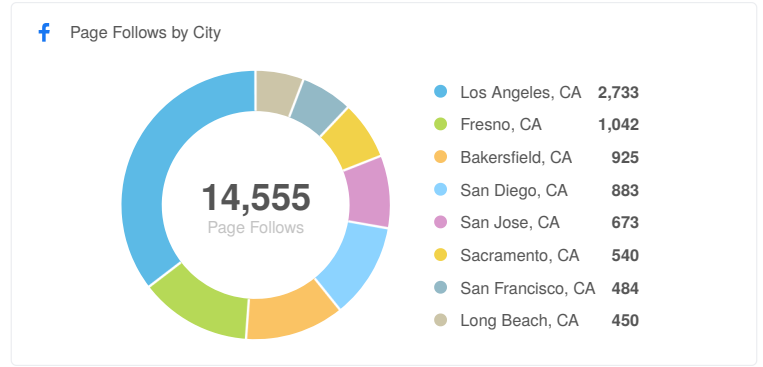 Page Follows by City
14,555
Page Follows
Los Angeles, CA 2,733
Fresno, CA 1,042
Bakersfield, CA 925
San Diego, CA 883
San Jose, CA 673
Sacramento, CA 540
San Francisco, CA 484
Long Beach, CA 450